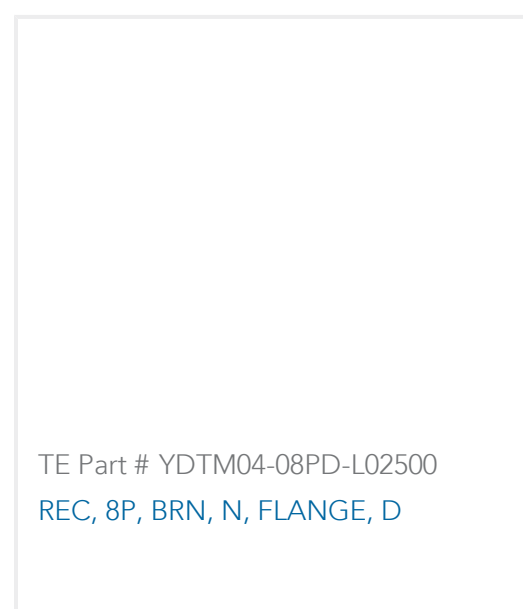 TE Part # YDTM04-08PD-L02500
REC, 8P, BRN, N, FLANGE, D